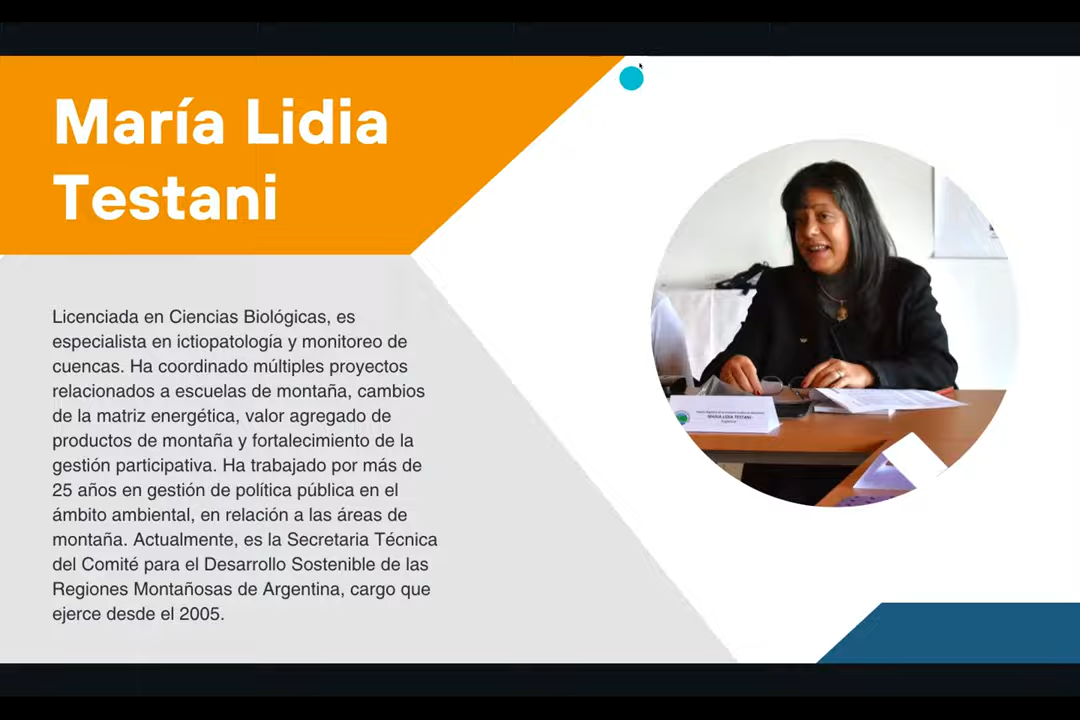 María Lidia
Testani
Licenciada en Ciencias Biológicas, es
especialista en ictiopatología y monitoreo de
cuencas. Ha coordinado múltiples proyectos
relacionados a escuelas de montaña, cambios
de la matriz energética, valor agregado de
productos de montaña y fortalecimiento de la
gestión participativa. Ha trabajado por más de
25 años en gestión de política pública en el
ámbito ambiental, en relación a las áreas de
montaña. Actualmente, es la Secretaria Técnica
del Comité para el Desarrollo Sostenible de las
Regiones Montañosas de Argentina, cargo que
ejerce desde el 2005.
MARIA LIDIA TESTANI